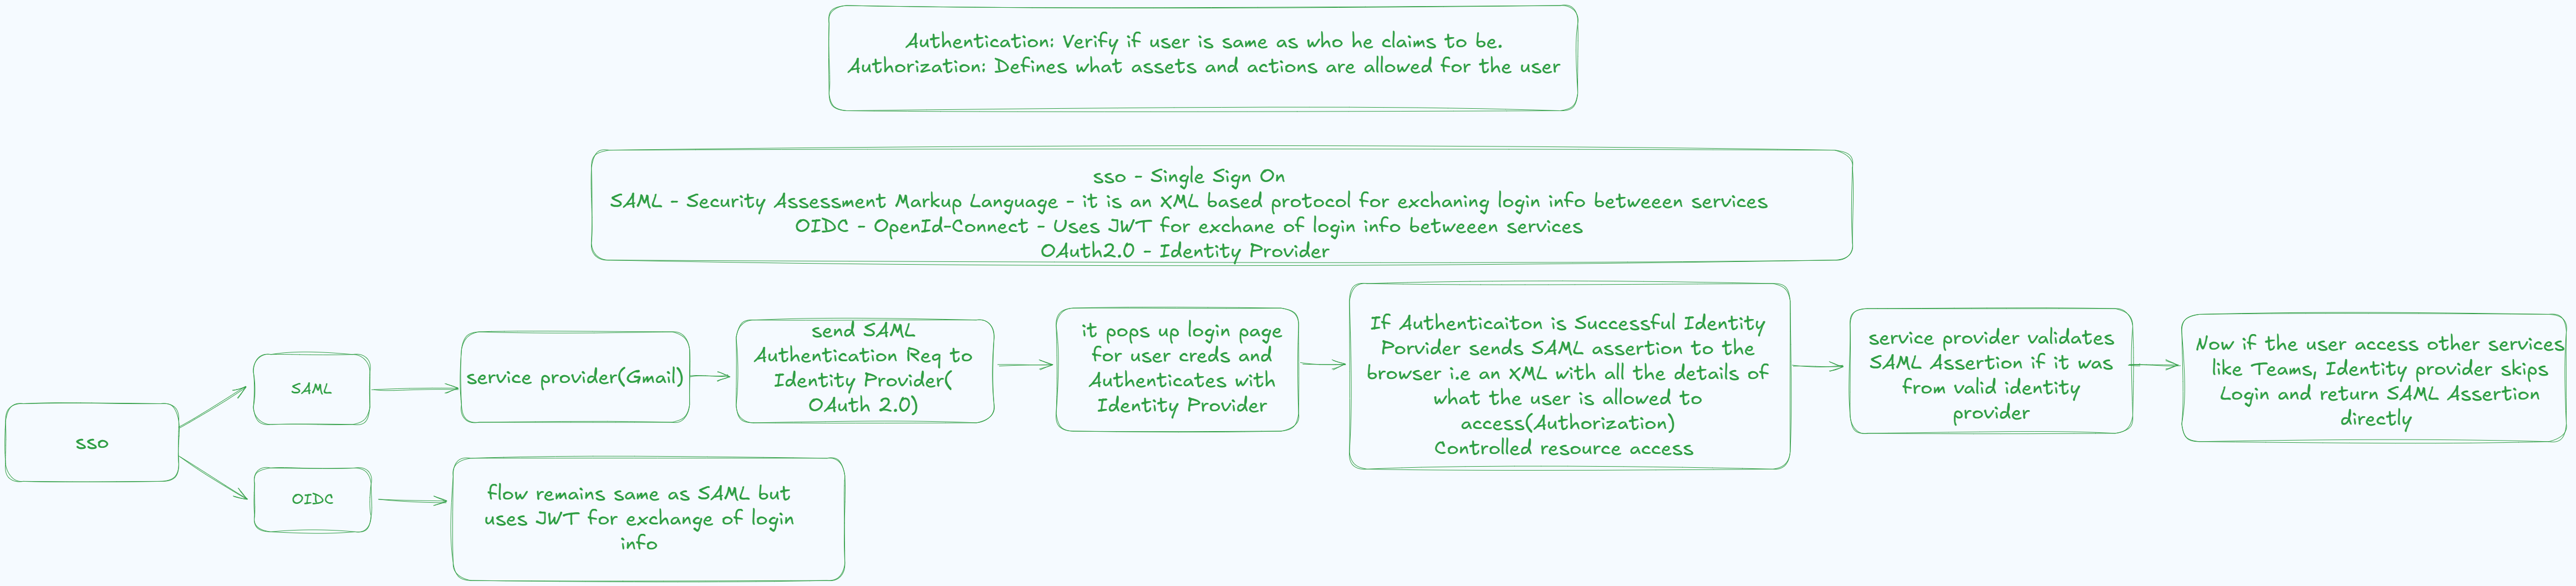 Authentication: Verify if user is same as who he claims to be.
Authorization: Defines what assets and actions are allowed for the user
sso - Single Sign On
SAML - Security Assessment Markup Language - it is an XML based protocol for exchaning login info betweeen services
OIDC - OpenId-Connect - Uses JWT for exchane of login info betweeen services
OAuth2.0 - Identity Provider
sso
SAML
service provider(Gmail)
send SAML
Authentication Req to
Identity Provider(
OAuth 2.0)
it pops up login page
for user creds and
Authenticates with
Identity Provider
If Authenticaiton is Successful Identity
Porvider sends SAML assertion to the
browser i.e an XML with all the details of
what the user is allowed to
access(Authorization)
Controlled resource access
service provider validates
SAML Assertion if it was
from valid identity
provider
Now if the user access other services
like Teams, Identity provider skips
Login and return SAML Assertion
directly
OIDC
flow remains same as SAML but
uses JWT for exchange of login
info